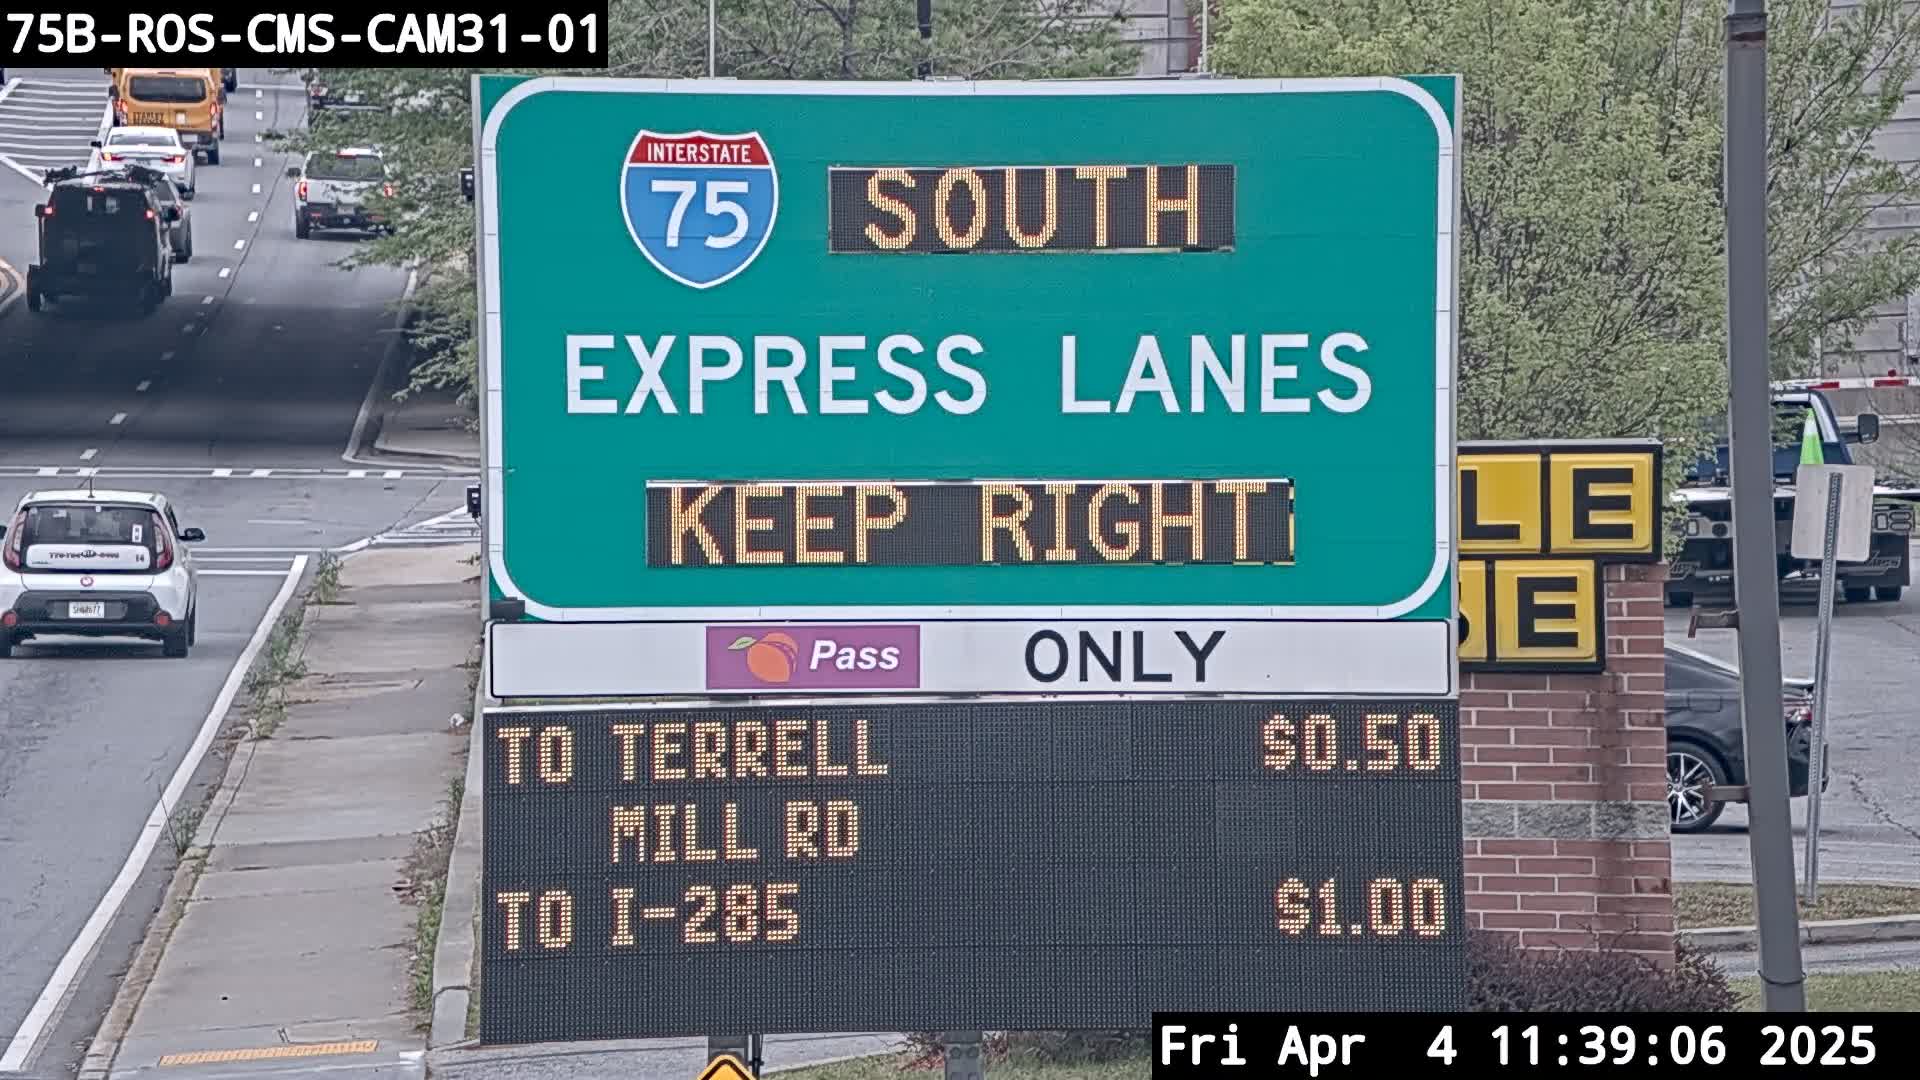 75B-ROS-CMS-CAM31-01
INTERSTATE
75
SOUTH
EXPRESS LANES
KEEP RIGHT
Pass ONLY
TO TERRELL $0.50
MILL RD
TO I-285 $1.00
LE
E
Fri Apr 4 11:39:06 2025